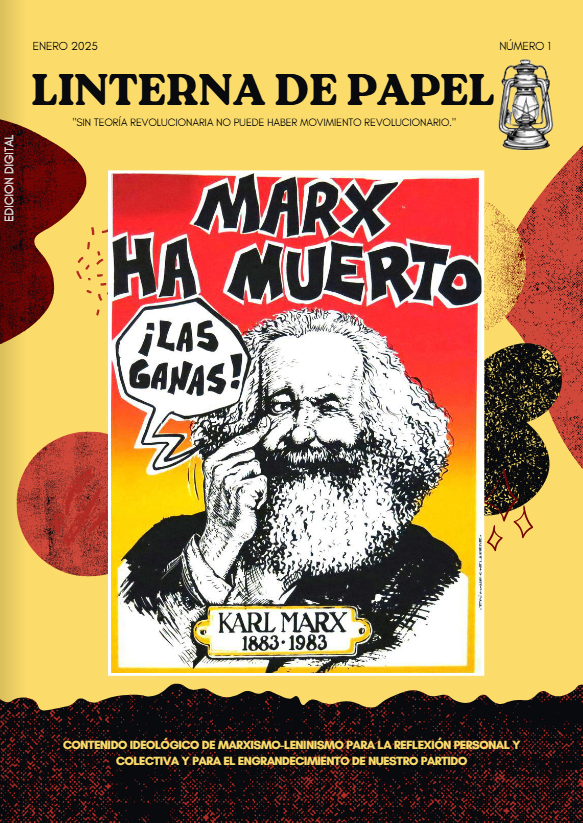 ENERO 2025
NÚMERO 1
LINTERNA DE PAPEL
"SIN TEORÍA REVOLUCIONARIA NO PUEDE HABER MOVIMIENTO REVOLUCIONARIO."
EDICION DIGITAL
MARX
HA MUERTO
¡LAS
GANAS!
KARL MARX
1883·1983
CONTENIDO IDEOLÓGICO DE MARXISMO-LENINISMO PARA LA REFLEXIÓN PERSONAL Y
COLECTIVA Y PARA EL ENGRANDECIMIENTO DE NUESTRO PARTIDO